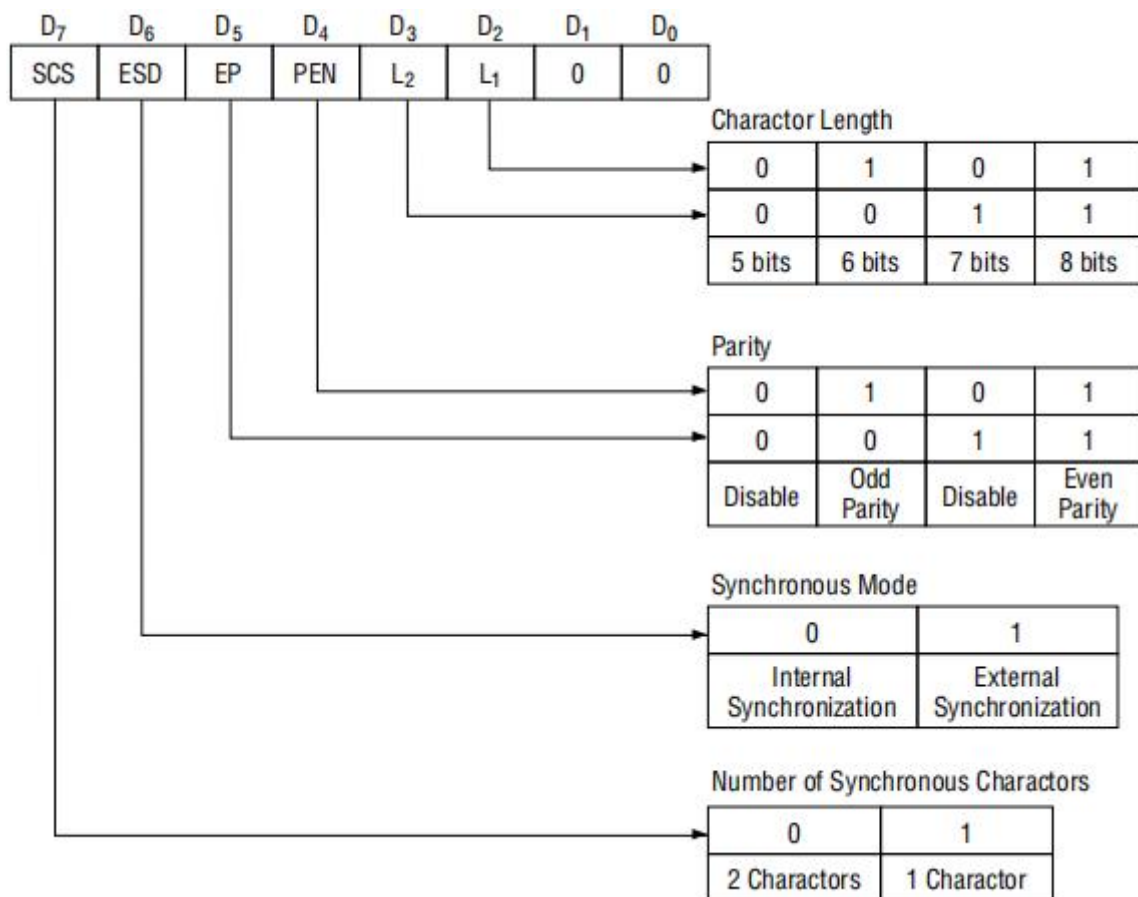 D7 D6 D5 D4 D3 D2 D1 D0
SCS ESD EP PEN L2 L1 0 0
Charactor Length
0 1 0 1
0 0 1 1
5 bits 6 bits 7 bits 8 bits
Parity
0 1 0 1
0 0 1 1
Disable Odd Parity Disable Even Parity
Synchronous Mode
0 1
Internal Synchronization External Synchronization
Number of Synchronous Charactors
0 1
2 Charactors 1 Charactor